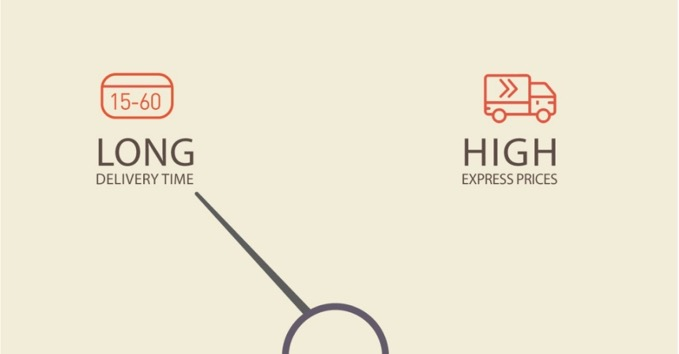 15-60
LONG
DELIVERY TIME
HIGH
EXPRESS PRICES